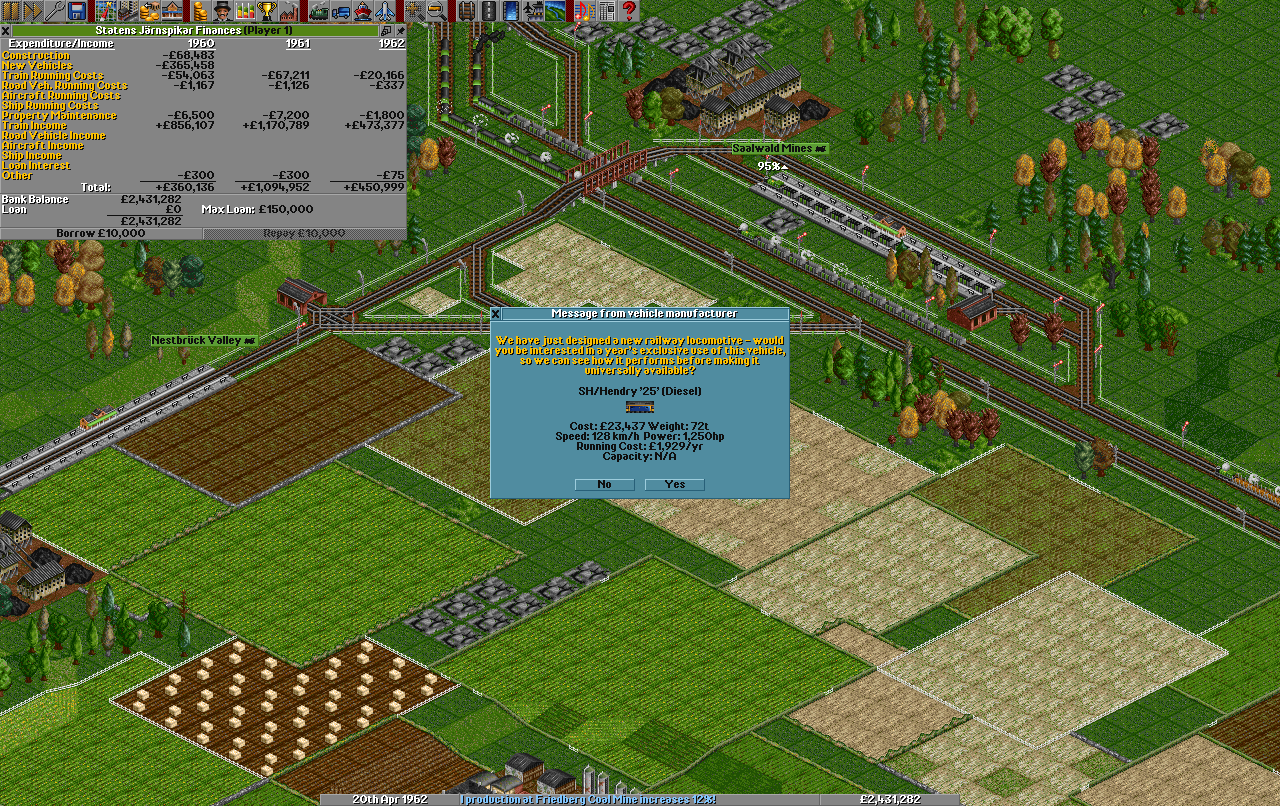 Statens Järnspikar Finances (Player 1)
Expenditure/Income 1960 1961 1962
Construction -£68,483
New Vehicles -£365,458
Train Running Costs -£54,063 -£67,211 -£20,166
Road Veh. Running Costs -£1,167 -£1,126 -£337
Aircraft Running Costs
Ship Running Costs
Property Maintenance -£6,500 -£7,200 -£1,800
Train Income +£856,107 +£1,170,789 +£473,377
Road Vehicle Income
Aircraft Income
Ship Income
Loan Interest
Other -£300 -£300 -£75
Total: +£360,136 +£1,094,952 +£450,999
Bank Balance £2,431,282
Loan £0 Max Loan: £150,000
£2,431,282
Borrow £10,000 Repay £10,000
Saalwald Mines
95%
Nestbrück Valley
Message from vehicle manufacturer
We have just designed a new railway locomotive - would
you be interested in a year's exclusive use of this vehicle,
so we can see how it performs before making it
universally available?
SH/Hendry '25' (Diesel)
Cost: £23,437 Weight: 72t
Speed: 128 km/h Power: 1,250hp
Running Cost: £1,929/yr
Capacity: N/A
No Yes
20th Apr 1962 l production at Friedberg Coal Mine increases 12%! £2,431,282